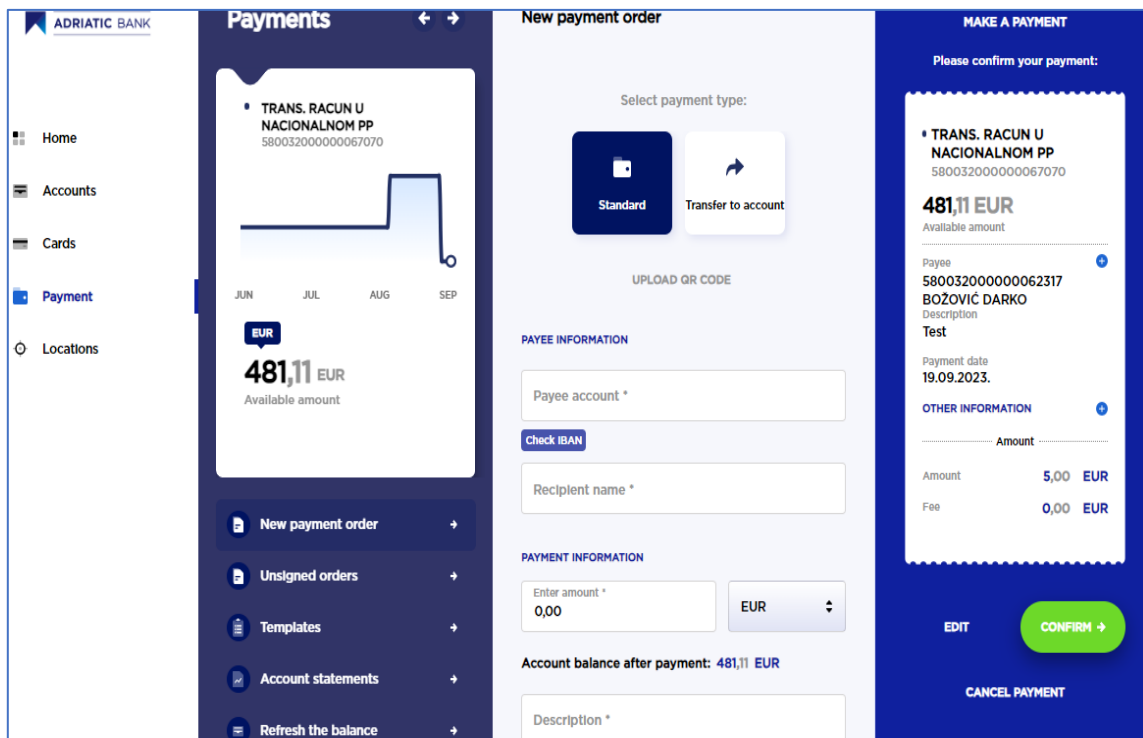 ADRIATIC BANK
Home
Accounts
Cards
Payment
Locations
Payments
TRANS. RACUN U
NACIONALNOM PP
580032000000067070
JUN JUL AUG SEP
EUR
481,11 EUR
Available amount
New payment order
Unsigned orders
Templates
Account statements
Refresh the balance
New payment order
Select payment type:
Standard
Transfer to account
UPLOAD QR CODE
PAYEE INFORMATION
Payee account *
Check IBAN
Recipient name *
PAYMENT INFORMATION
Enter amount *
0,00
EUR
Account balance after payment: 481,11 EUR
Description *
MAKE A PAYMENT
Please confirm your payment:
TRANS. RACUN U
NACIONALNOM PP
580032000000067070
481,11 EUR
Available amount
Payee
580032000000062317
BOŽOVIĆ DARKO
Description
Test
Payment date
19.09.2023.
OTHER INFORMATION
Amount
Amount 5,00 EUR
Fee 0,00 EUR
EDIT
CONFIRM
CANCEL PAYMENT